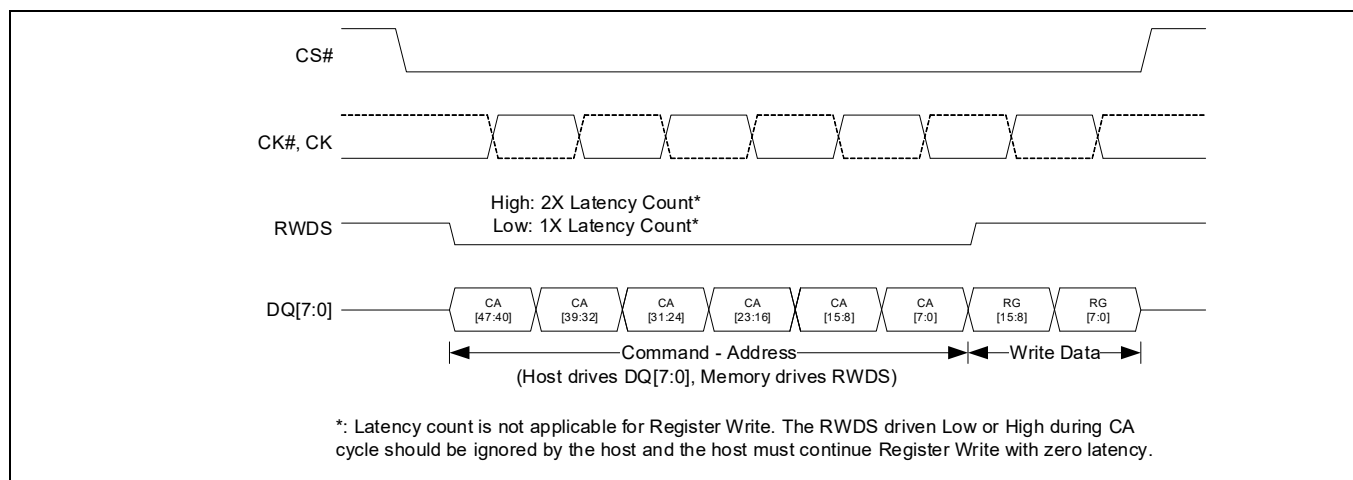 CS#
CK#, CK
High: 2X Latency Count*
Low: 1X Latency Count*
RWDS
DQ[7:0]
CA
[47:40]
CA
[39:32]
CA
[31:24]
CA
[23:16]
CA
[15:8]
CA
[7:0]
RG
[15:8]
RG
[7:0]
Command - Address
Write Data
(Host drives DQ[7:0], Memory drives RWDS)
*: Latency count is not applicable for Register Write. The RWDS driven Low or High during CA
cycle should be ignored by the host and the host must continue Register Write with zero latency.